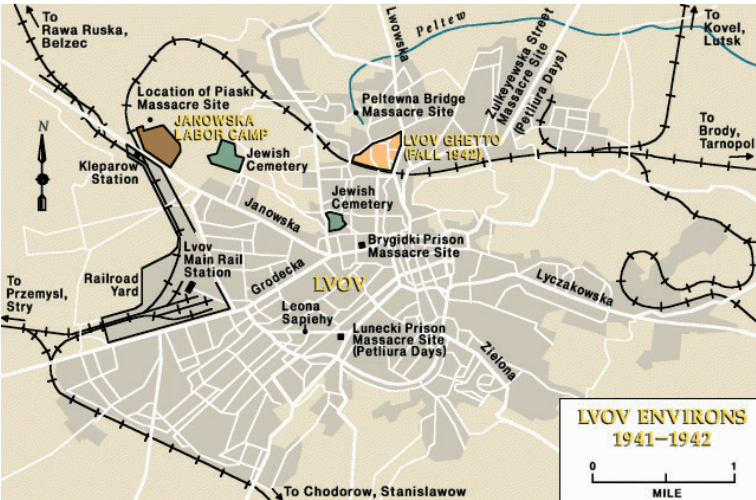 To
Rawa Ruska,
Belzec
Lwowska
Peltew
Zulkeyewska Street
Massacre Site
(Petliura Days)
To
Kovel,
Lutsk
Location of Piaski
Massacre Site
JANOWSKA
LABOR CAMP
Peltewna Bridge
Massacre Site
LVOV GHETTO
(FALL 1942)
To
Brody,
Tarnopol
N
Kleparow
Station
Jewish
Cemetery
Jewish
Cemetery
Janowska
Lvov
Main Rail
Station
Brygidki Prison
Massacre Site
Railroad
Yard
Grodecka
LVOV
Lyczakowska
To
Przemysl,
Stry
Leona
Sapiehy
Lunecki Prison
Massacre Site
(Petliura Days)
Zielona
LVOV ENVIRONS
1941–1942
0 1
MILE
To Chodorow, Stanislawow